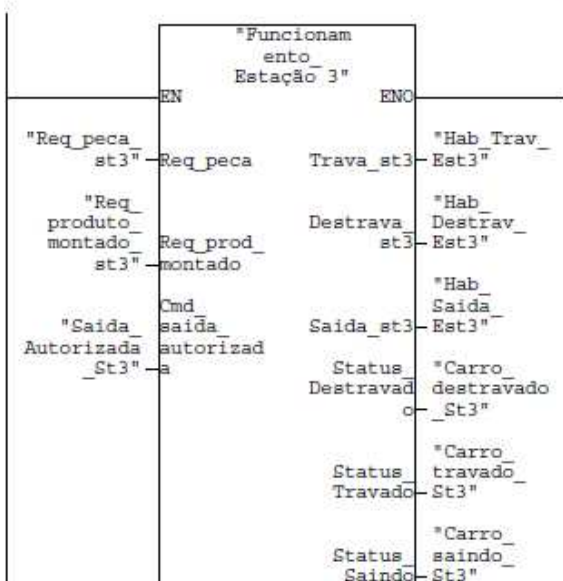 "Funcionam
ento_
Estação 3"
EN
ENO
"Req_peca_
st3"
Req_peca
Trava_st3
"Hab_Trav_
Est3"
"Req_
produto_
montado_
st3"
Req_prod_
montado
Destrava_
st3
"Hab_
Destrav_
Est3"
"Saida_
Autorizada
_St3"
Cmd_
saida_
autorizad
a
Saida_st3
"Hab_
Saida_
Est3"
Status_
Destravad
o
"Carro_
destravado
_St3"
Status_
Travado
"Carro_
travado_
St3"
Status_
Saindo
"Carro_
saindo_
St3"